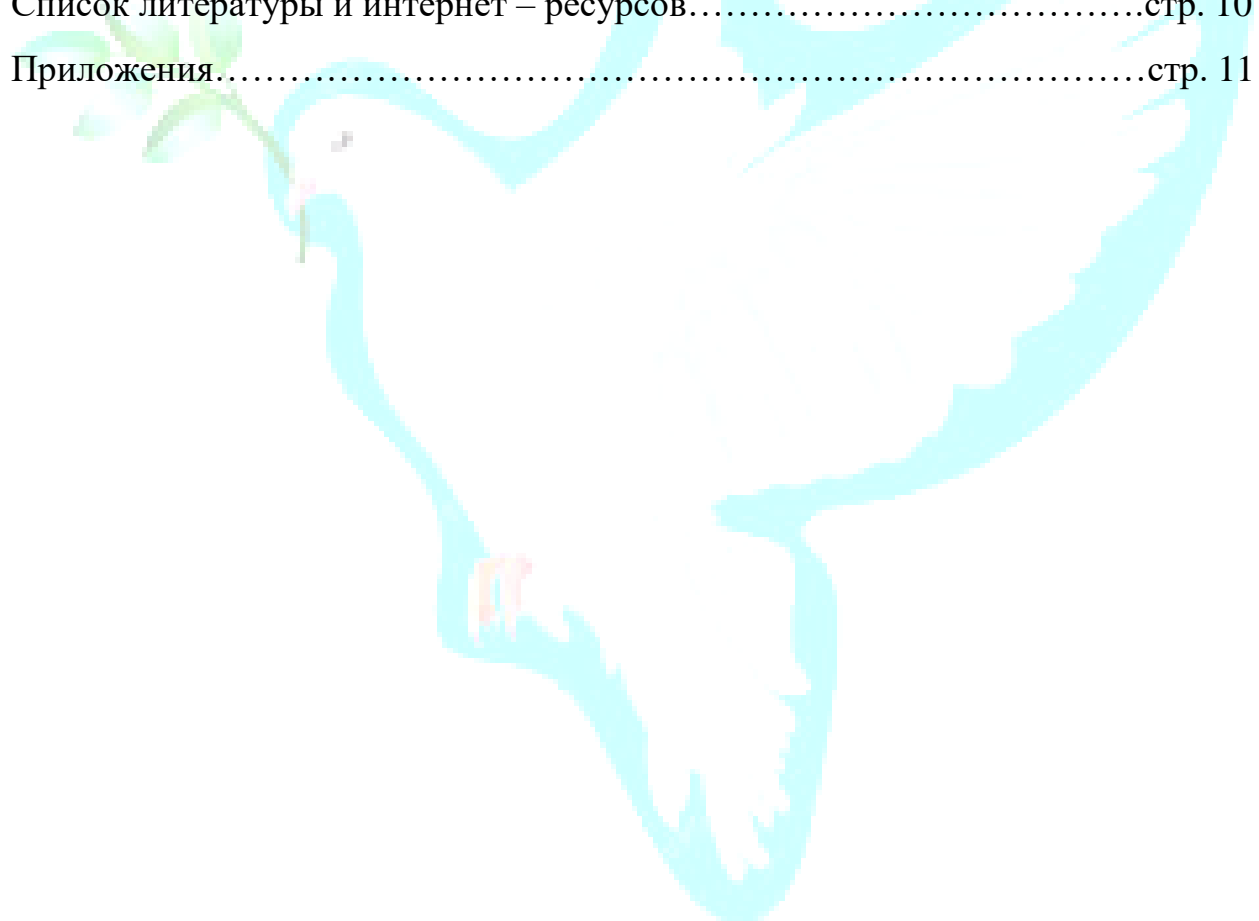 Список литературы и интернет – ресурсов……………………………….стр. 10
Приложения…………………………………………………………………стр. 11